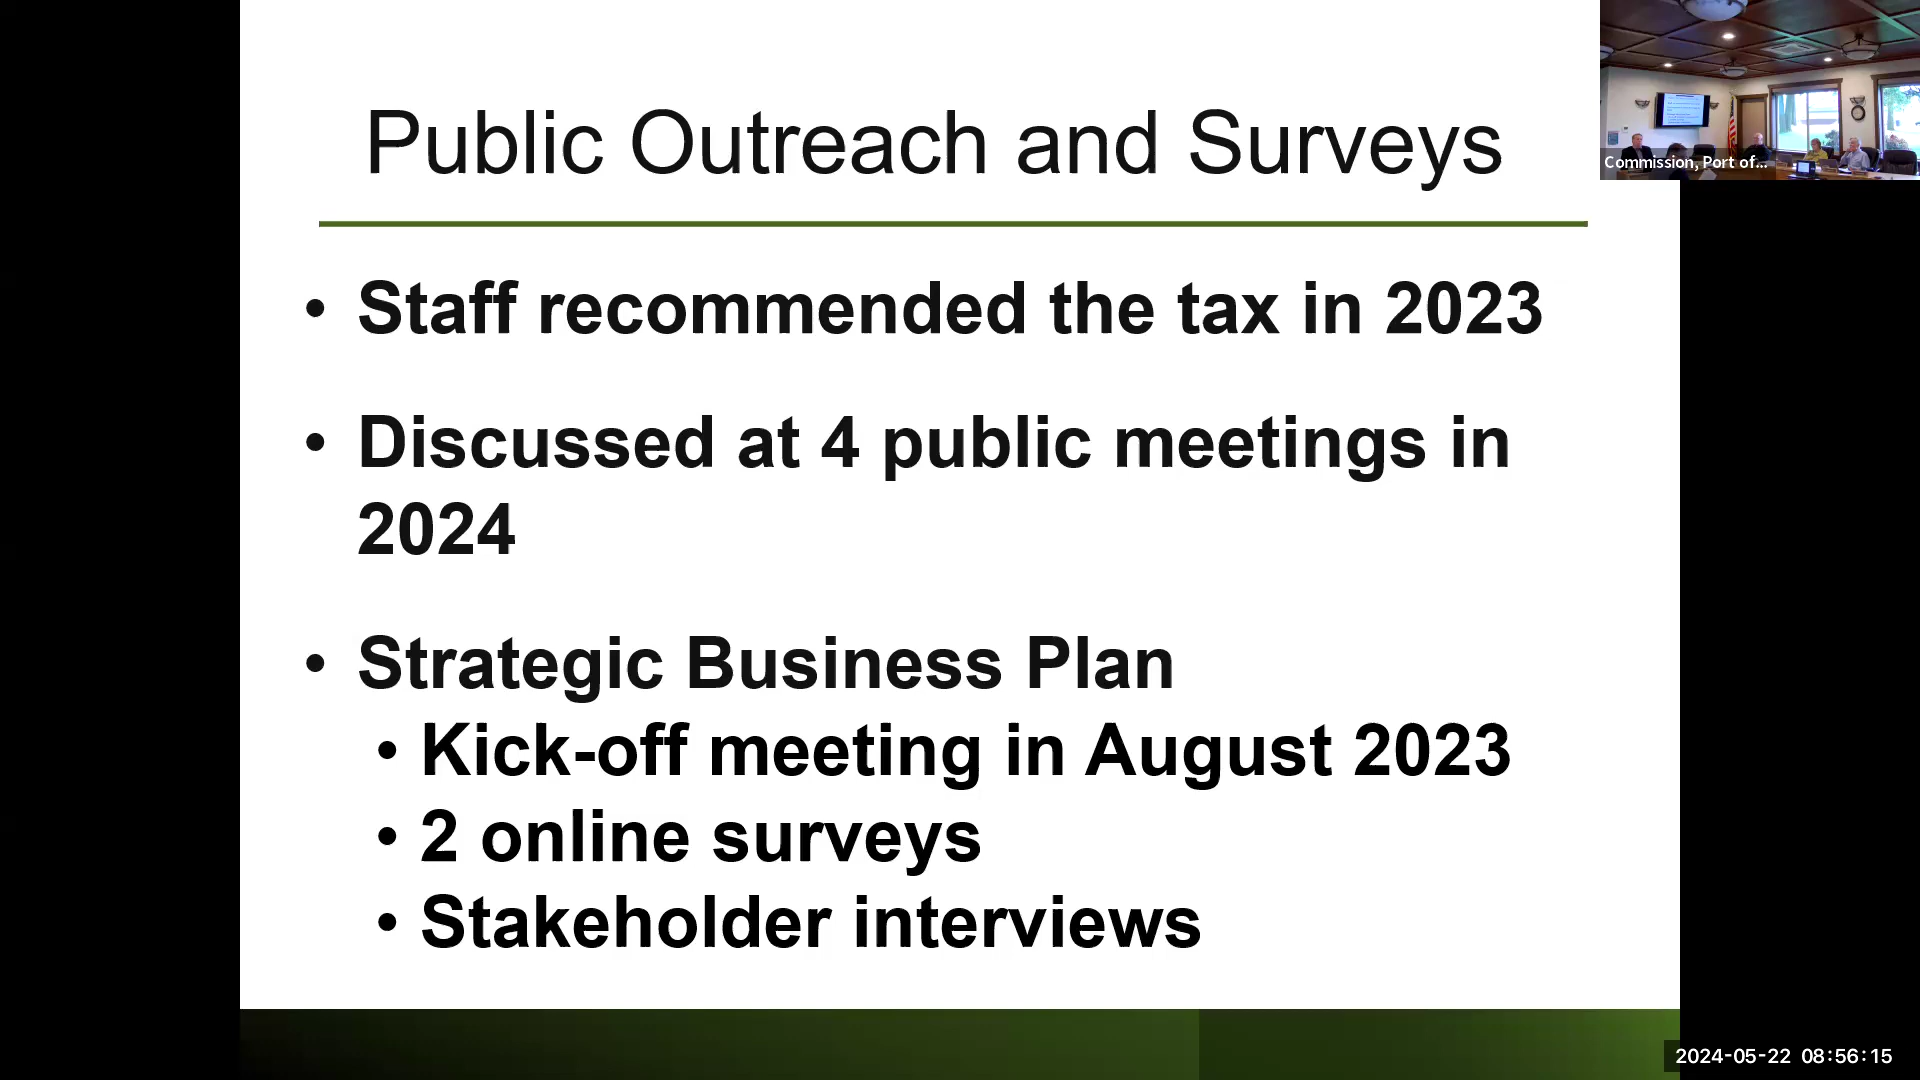 Public Outreach and Surveys
Commission, Port of...
• Staff recommended the tax in 2023
• Discussed at 4 public meetings in
2024
• Strategic Business Plan
• Kick-off meeting in August 2023
• 2 online surveys
• Stakeholder interviews
2024-05-22 08:56:15